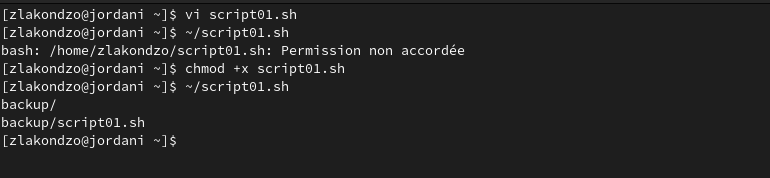 [zlakondzo@jordani ~]$ vi script01.sh
[zlakondzo@jordani ~]$ ~/script01.sh
bash: /home/zlakondzo/script01.sh: Permission non accordée
[zlakondzo@jordani ~]$ chmod +x script01.sh
[zlakondzo@jordani ~]$ ~/script01.sh
backup/
backup/script01.sh
[zlakondzo@jordani ~]$